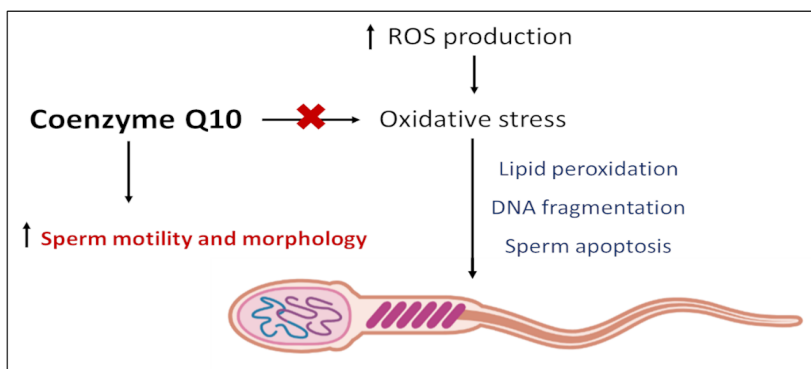 ↑ ROS production
Coenzyme Q10
Oxidative stress
Lipid peroxidation
DNA fragmentation
↑ Sperm motility and morphology
Sperm apoptosis